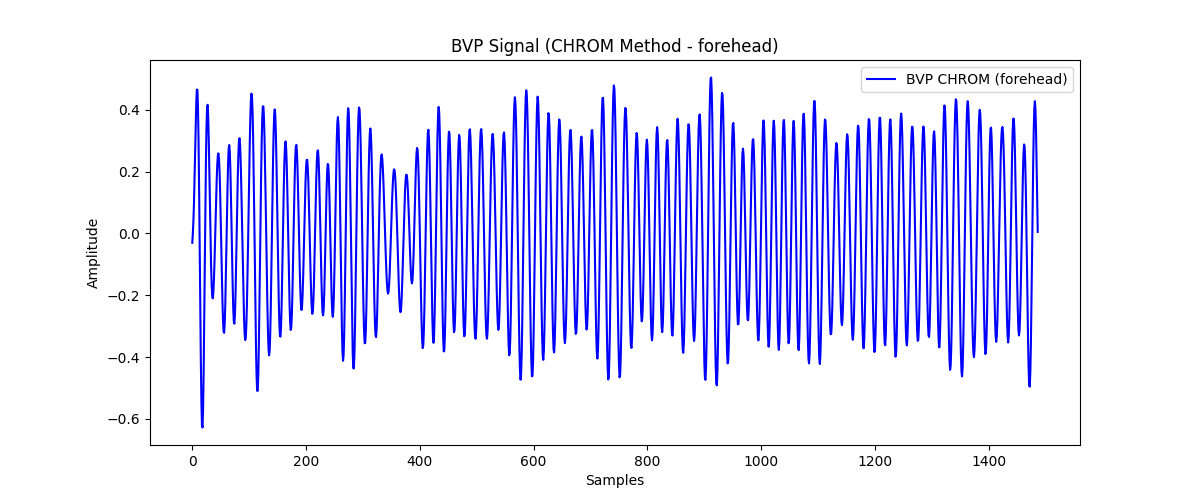 BVP Signal (CHROM Method - forehead)
BVP CHROM (forehead)
Amplitude
0.4
0.2
0.0
−0.2
−0.4
−0.6
0 200 400 600 800 1000 1200 1400
Samples